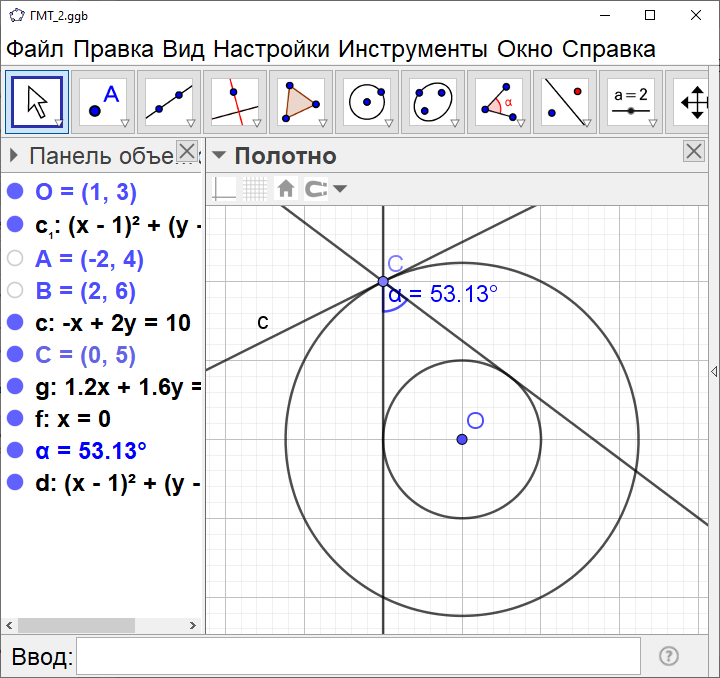 ГМТ_2.ggb
Файл Правка Вид Настройки Инструменты Окно Справка
A
α
a=2
Панель объе...
Полотно
O = (1, 3)
c₁: (x - 1)² + (y -
A = (-2, 4)
B = (2, 6)
c: -x + 2y = 10
C = (0, 5)
g: 1.2x + 1.6y =
f: x = 0
α = 53.13°
d: (x - 1)² + (y -
C
α = 53.13°
c
O
Ввод:
?